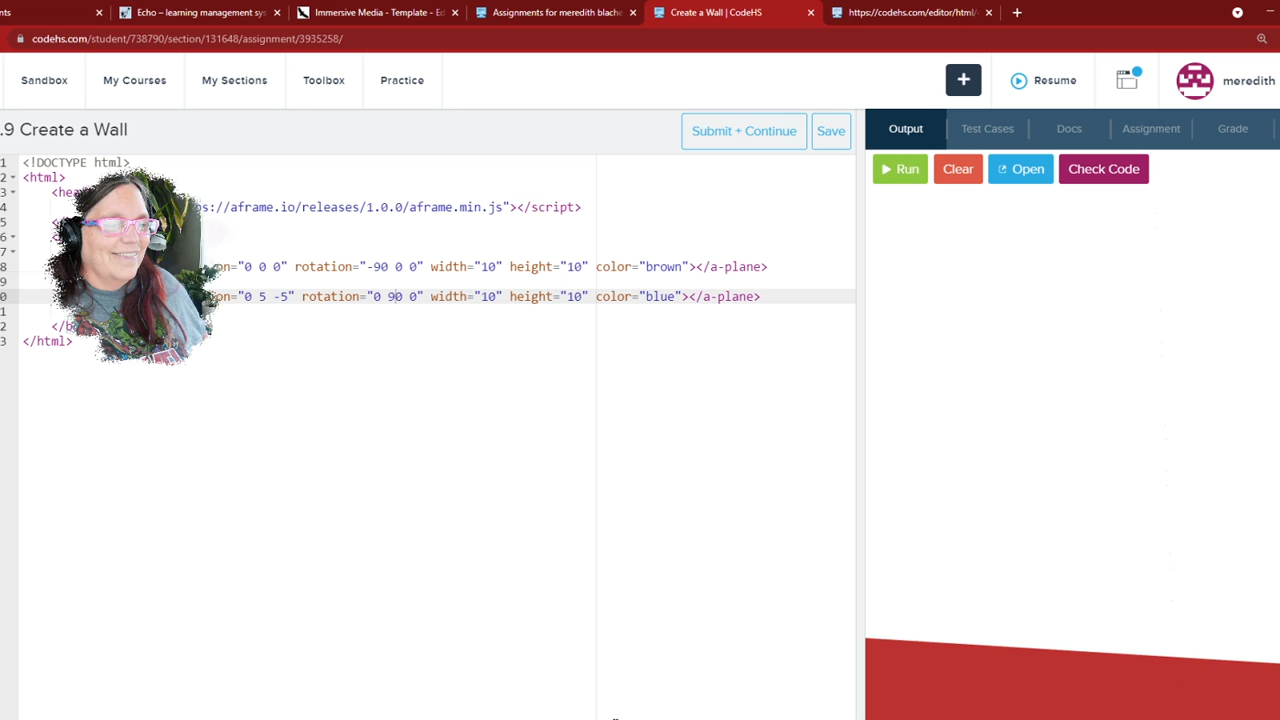 nts
Echo – learning management sys
Immersive Media - Template - Ed
Assignments for meredith blache
Create a Wall | CodeHS
https://codehs.com/editor/html/
codehs.com/student/738790/section/131648/assignment/3935258/
Sandbox My Courses My Sections Toolbox Practice + Resume meredith
.9 Create a Wall Submit + Continue Save
Output Test Cases Docs Assignment Grade
Run Clear Open Check Code
1 <!DOCTYPE html>
2 <html>
3 <hea
4 ps://aframe.io/releases/1.0.0/aframe.min.js"></script>
5 <
6
7
8 on="0 0 0" rotation="-90 0 0" width="10" height="10" color="brown"></a-plane>
9
0 on="0 5 -5" rotation="0 90 0" width="10" height="10" color="blue"></a-plane>
1
2 </b
3 </html>